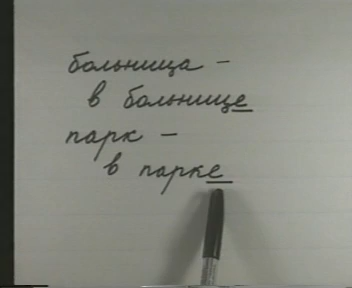 больница –
в больнице
парк –
в парке